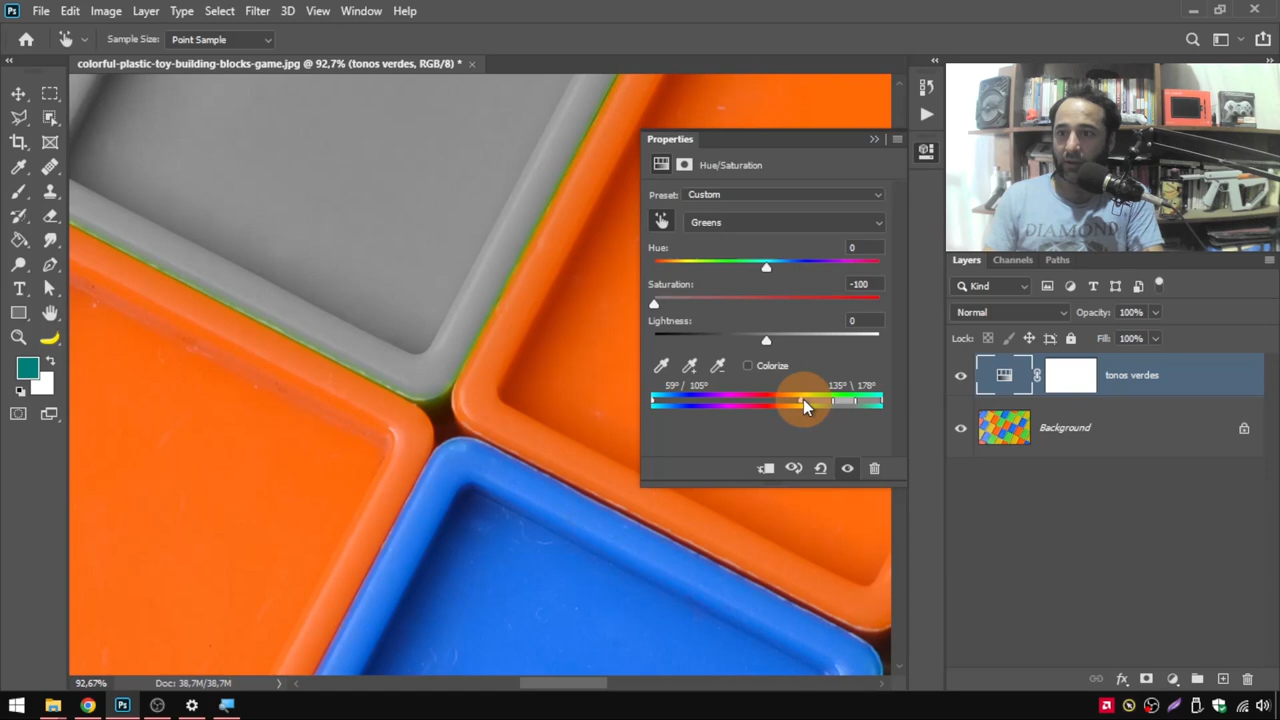 Ps File Edit Image Layer Type Select Filter 3D View Window Help
Sample Size: Point Sample
colorful-plastic-toy-building-blocks-game.jpg @ 92,7% (tonos verdes, RGB/8) *
Properties
Hue/Saturation
Preset: Custom
Greens
Hue: 0
Saturation: -100
Lightness: 0
Colorize
59°/ 105° 135° \ 178°
DIAMOND
Layers Channels Paths
Kind
Normal Opacity: 100%
Lock: Fill: 100%
tonos verdes
Background
92,67% Doc: 38,7M/38,7M
Ps